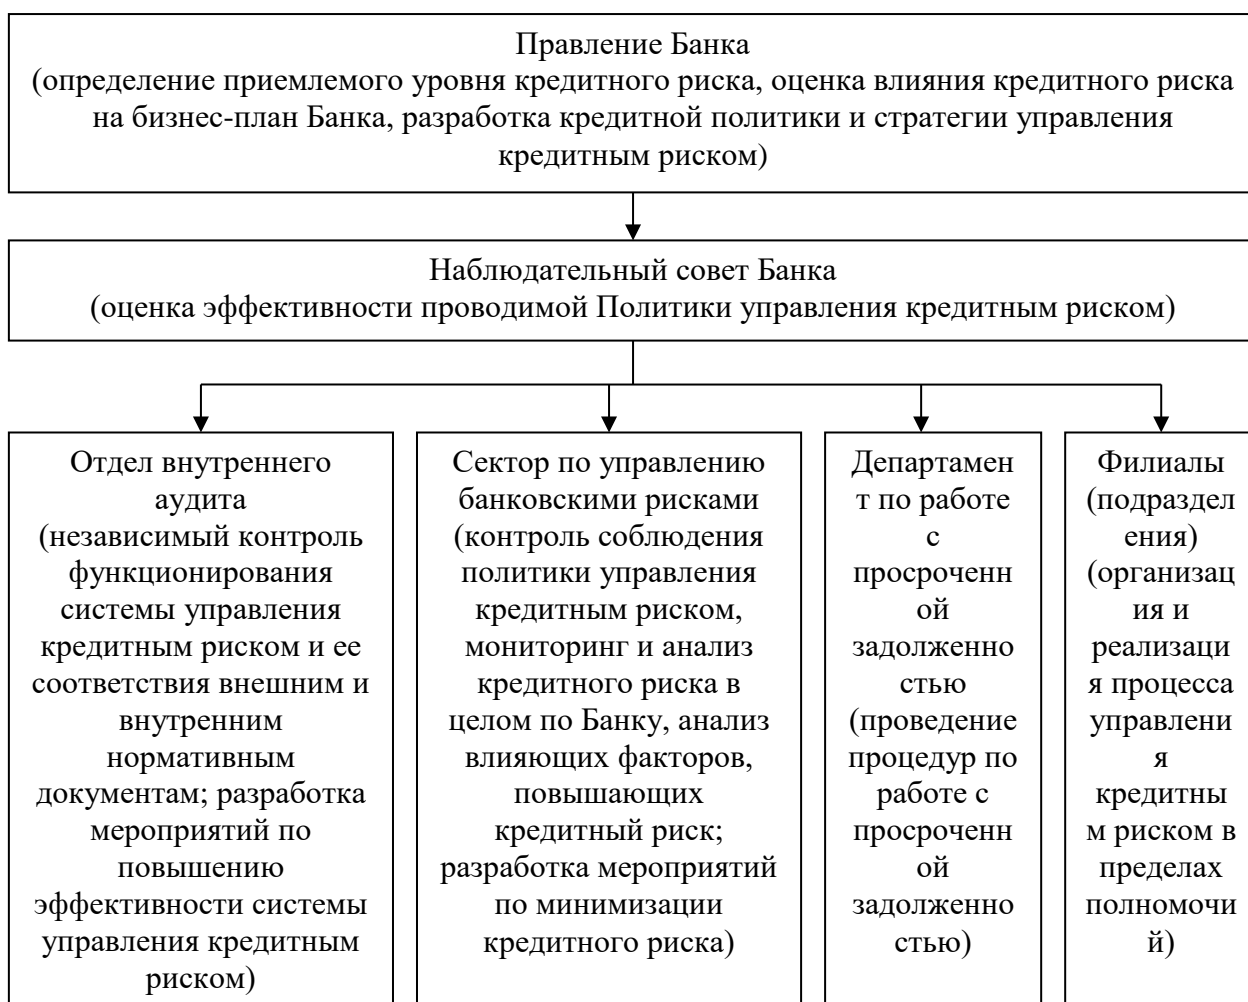 Правление Банка
(определение приемлемого уровня кредитного риска, оценка влияния кредитного риска
на бизнес-план Банка, разработка кредитной политики и стратегии управления
кредитным риском)
Наблюдательный совет Банка
(оценка эффективности проводимой Политики управления кредитным риском)
Отдел внутреннего
аудита
(независимый контроль
функционирования
системы управления
кредитным риском и ее
соответствия внешним и
внутренним
нормативным
документам; разработка
мероприятий по
повышению
эффективности системы
управления кредитным
риском)
Сектор по управлению
банковскими рисками
(контроль соблюдения
политики управления
кредитным риском,
мониторинг и анализ
кредитного риска в
целом по Банку, анализ
влияющих факторов,
повышающих
кредитный риск;
разработка мероприятий
по минимизации
кредитного риска)
Департамен
т по работе
с
просроченн
ой
задолженно
стью
(проведение
процедур по
работе с
просроченн
ой
задолженно
стью)
Филиалы
(подраздел
ения)
(организац
ия и
реализаци
я процесса
управлени
я
кредитны
м риском в
пределах
полномочи
й)